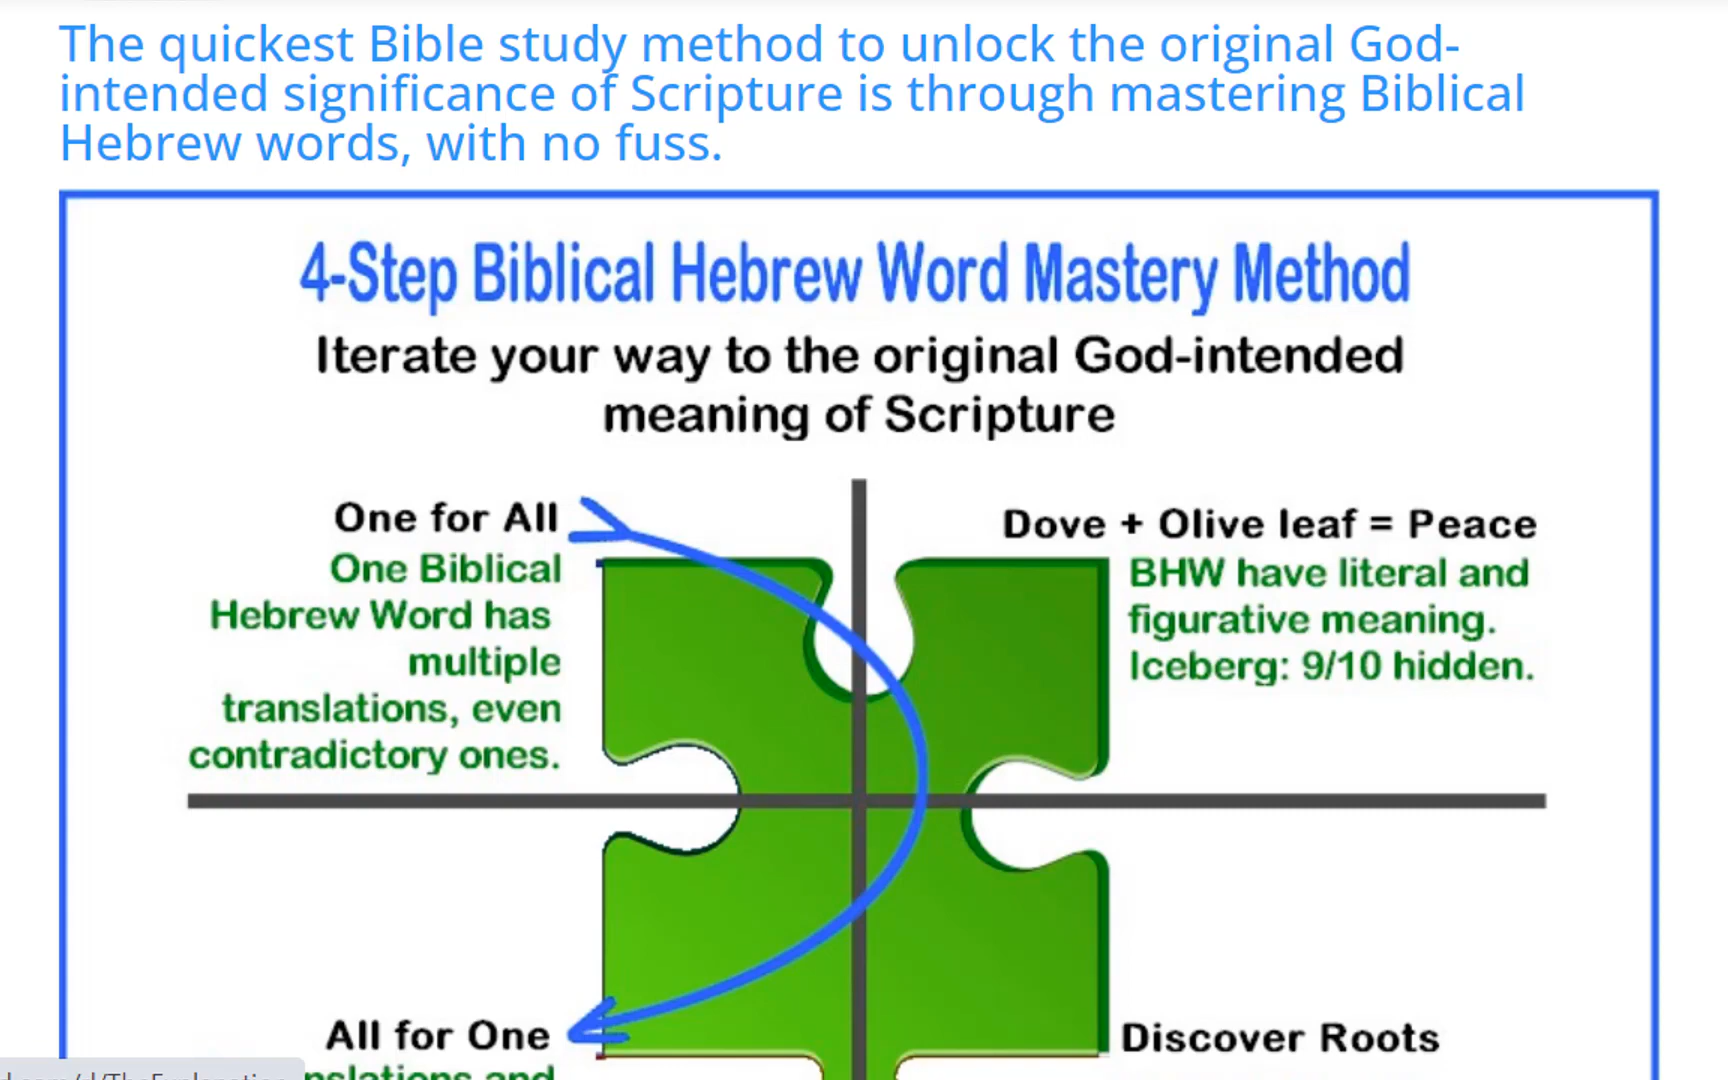 The quickest Bible study method to unlock the original God-
intended significance of Scripture is through mastering Biblical
Hebrew words, with no fuss.
4-Step Biblical Hebrew Word Mastery Method
Iterate your way to the original God-intended
meaning of Scripture
One for All
One Biblical
Hebrew Word has
multiple
translations, even
contradictory ones.
Dove + Olive leaf = Peace
BHW have literal and
figurative meaning.
Iceberg: 9/10 hidden.
All for One
Discover Roots